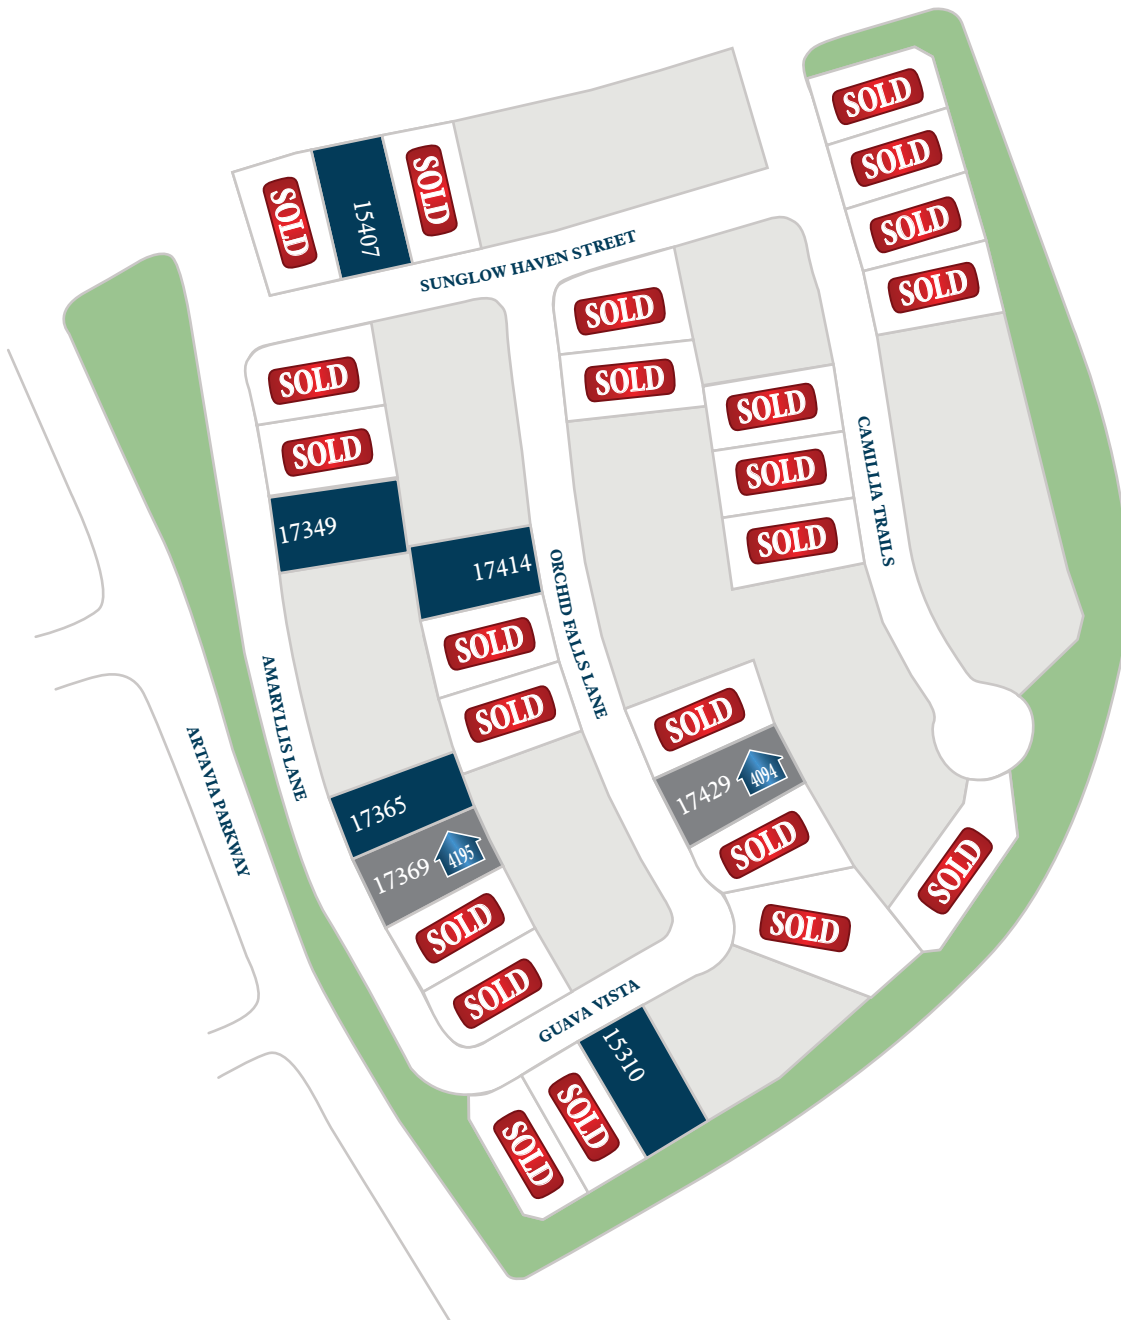 SOLD
SOLD
SOLD
15407
SOLD
SOLD
SOLD
SUNGLOW HAVEN STREET
SOLD
SOLD
SOLD
SOLD
SOLD
SOLD
CAMILLIA TRAILS
SOLD
17349
SOLD
17414
ORCHID FALLS LANE
SOLD
AMARYLLIS LANE
SOLD
SOLD
ARTAVIA PARKWAY
17429
4094
17365
SOLD
17369
4195
SOLD
SOLD
SOLD
SOLD
GUAVA VISTA
15310
SOLD
SOLD